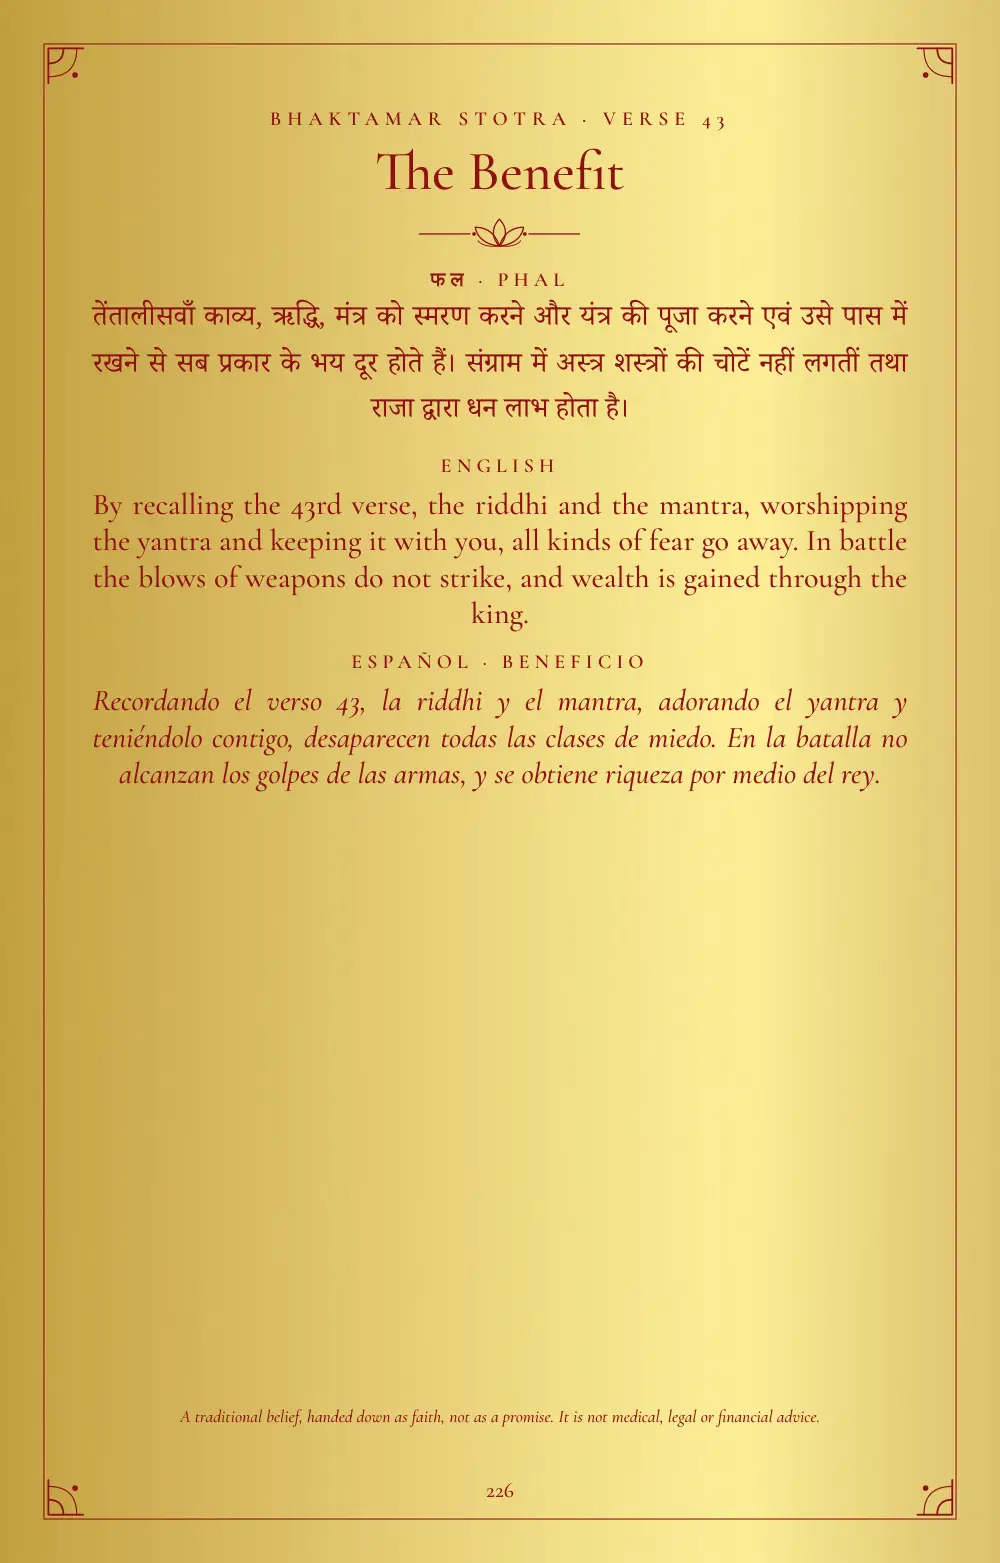 BHAKTAMAR STOTRA · VERSE 43
The Benefit
फल · PHAL
तेंतालीसवाँ काव्य, ऋद्धि, मंत्र को स्मरण करने और यंत्र की पूजा करने एवं उसे पास में
रखने से सब प्रकार के भय दूर होते हैं। संग्राम में अस्त्र शस्त्रों की चोटें नहीं लगतीं तथा
राजा द्वारा धन लाभ होता है।
ENGLISH
By recalling the 43rd verse, the riddhi and the mantra, worshipping
the yantra and keeping it with you, all kinds of fear go away. In battle
the blows of weapons do not strike, and wealth is gained through the
king.
ESPAÑOL · BENEFICIO
Recordando el verso 43, la riddhi y el mantra, adorando el yantra y
teniéndolo contigo, desaparecen todas las clases de miedo. En la batalla no
alcanzan los golpes de las armas, y se obtiene riqueza por medio del rey.
A traditional belief, handed down as faith, not as a promise. It is not medical, legal or financial advice.
226